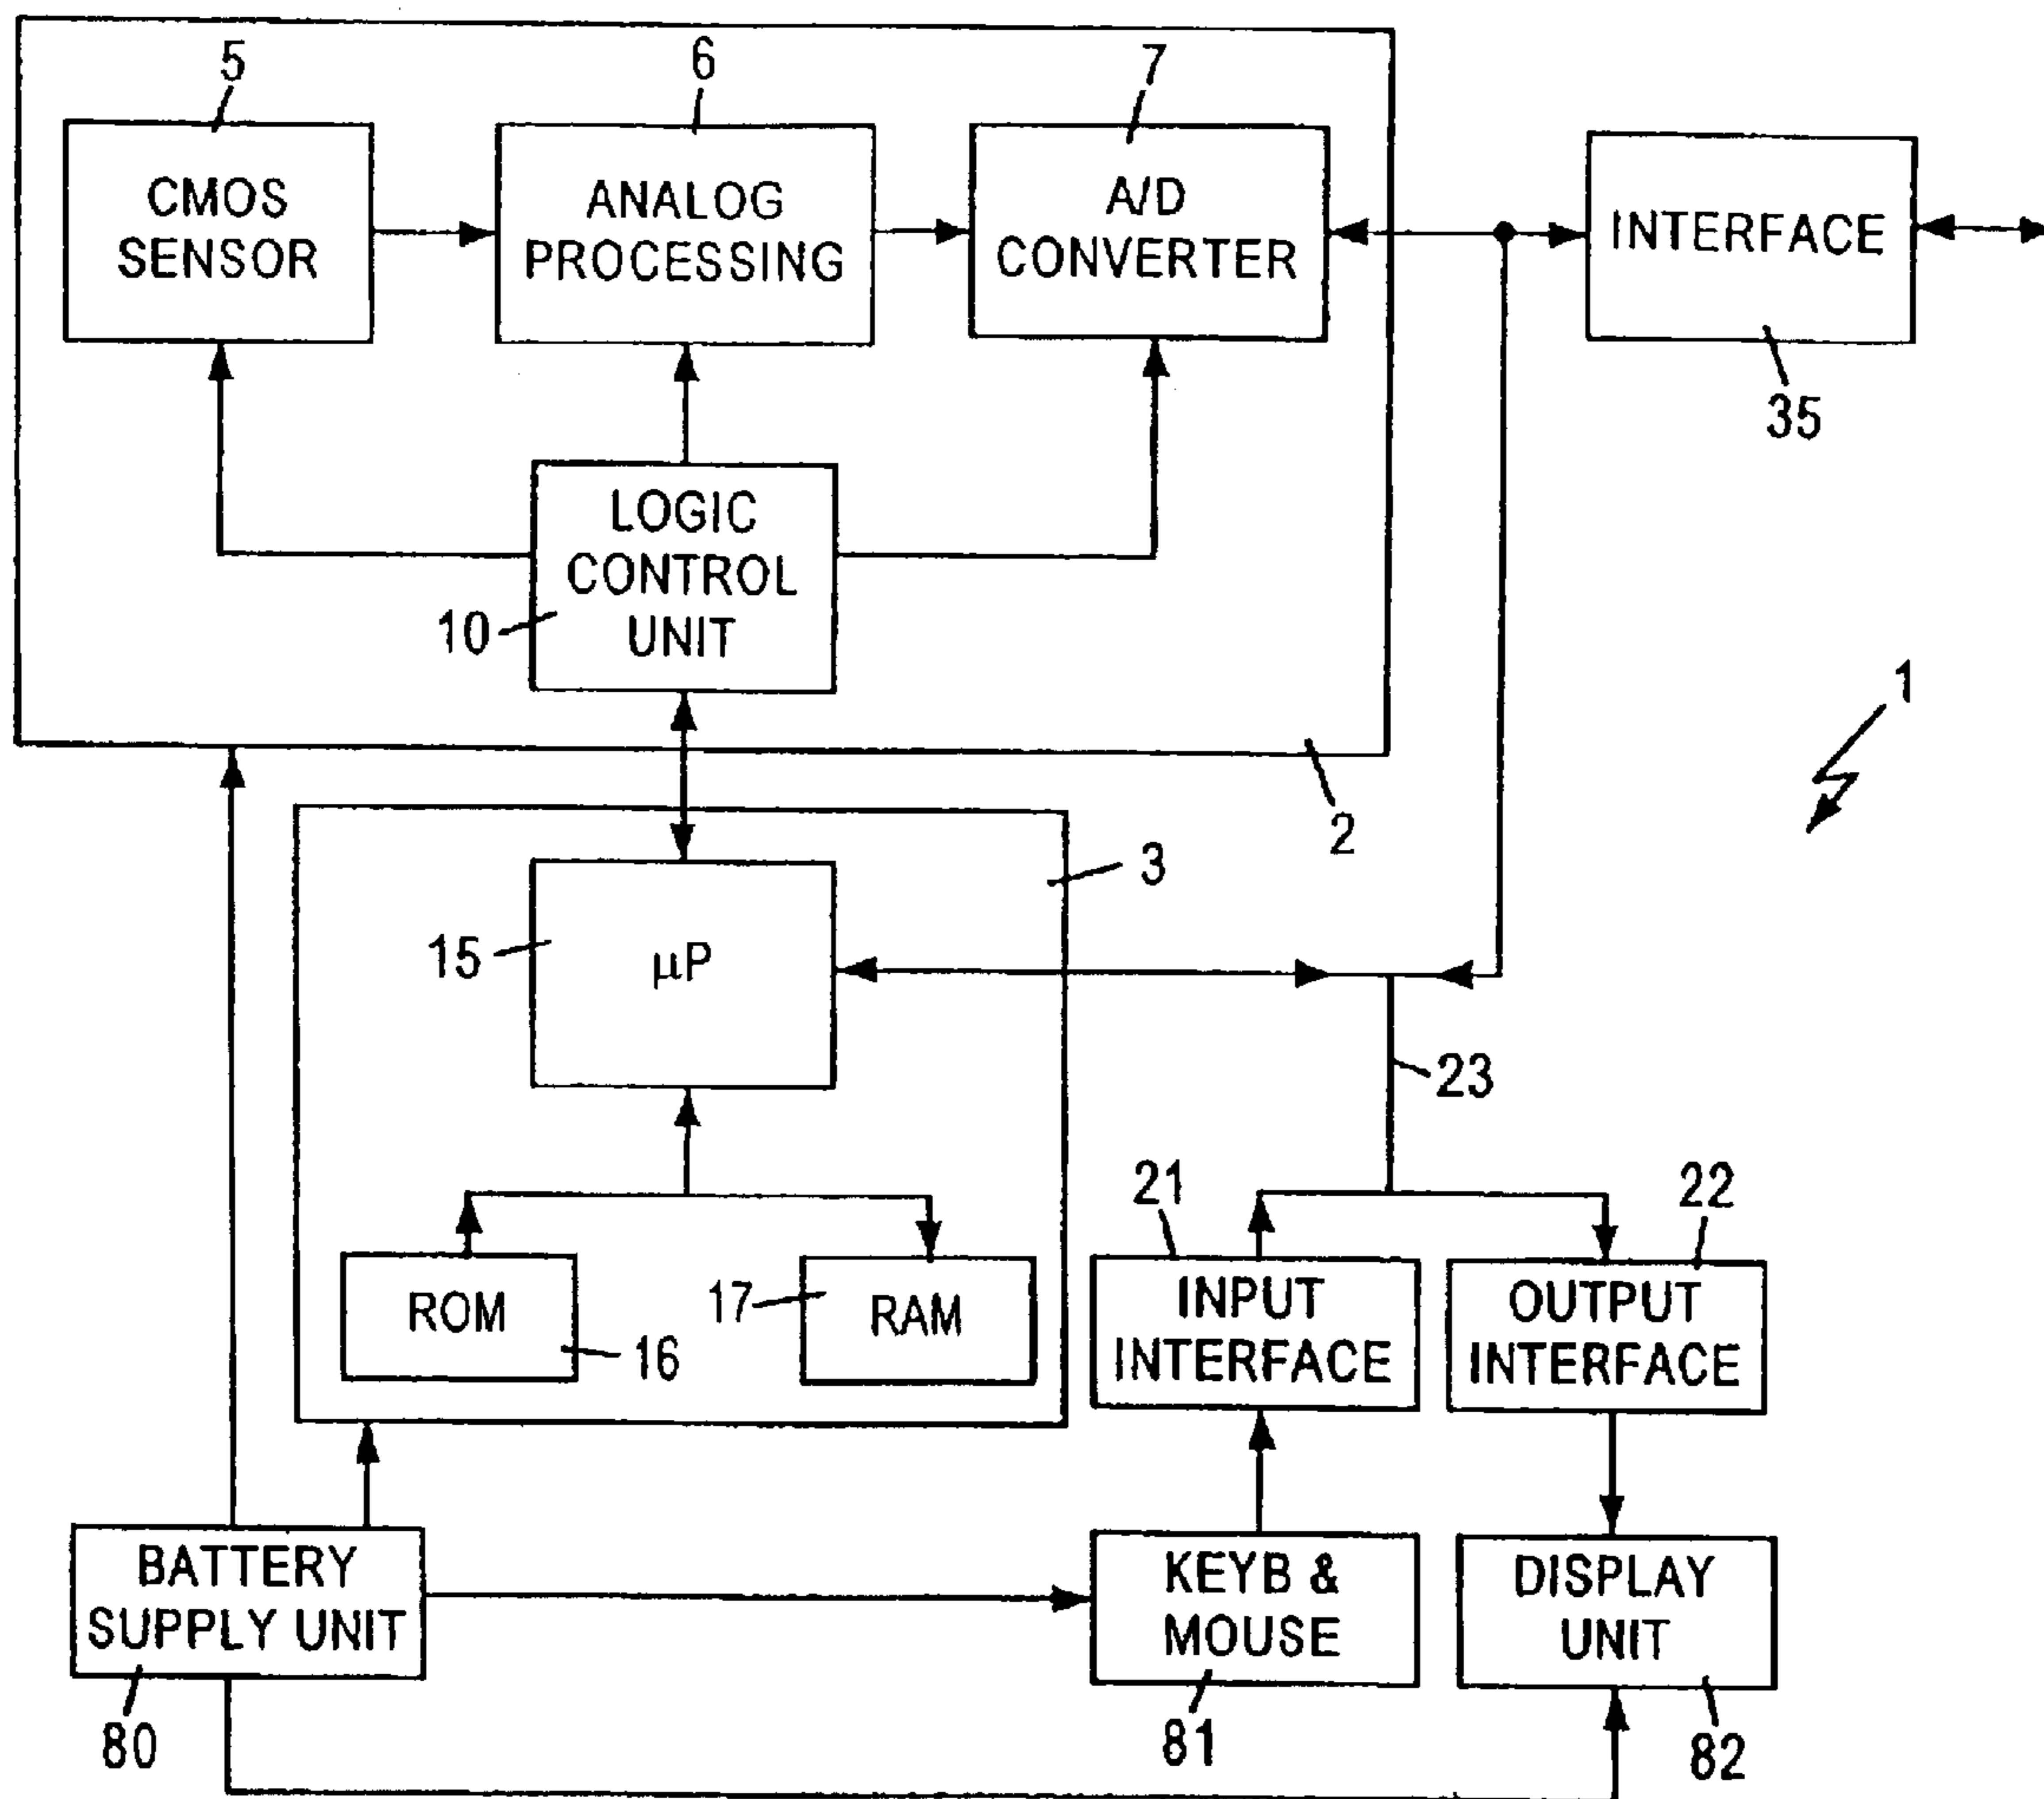 5
6
7
CMOS
SENSOR
ANALOG
PROCESSING
A/D
CONVERTER
INTERFACE
35
LOGIC
CONTROL
UNIT
10
1
2
3
15
µP
23
21
22
ROM
16
17
RAM
INPUT
INTERFACE
OUTPUT
INTERFACE
BATTERY
SUPPLY UNIT
KEYB &
MOUSE
DISPLAY
UNIT
80
81
82